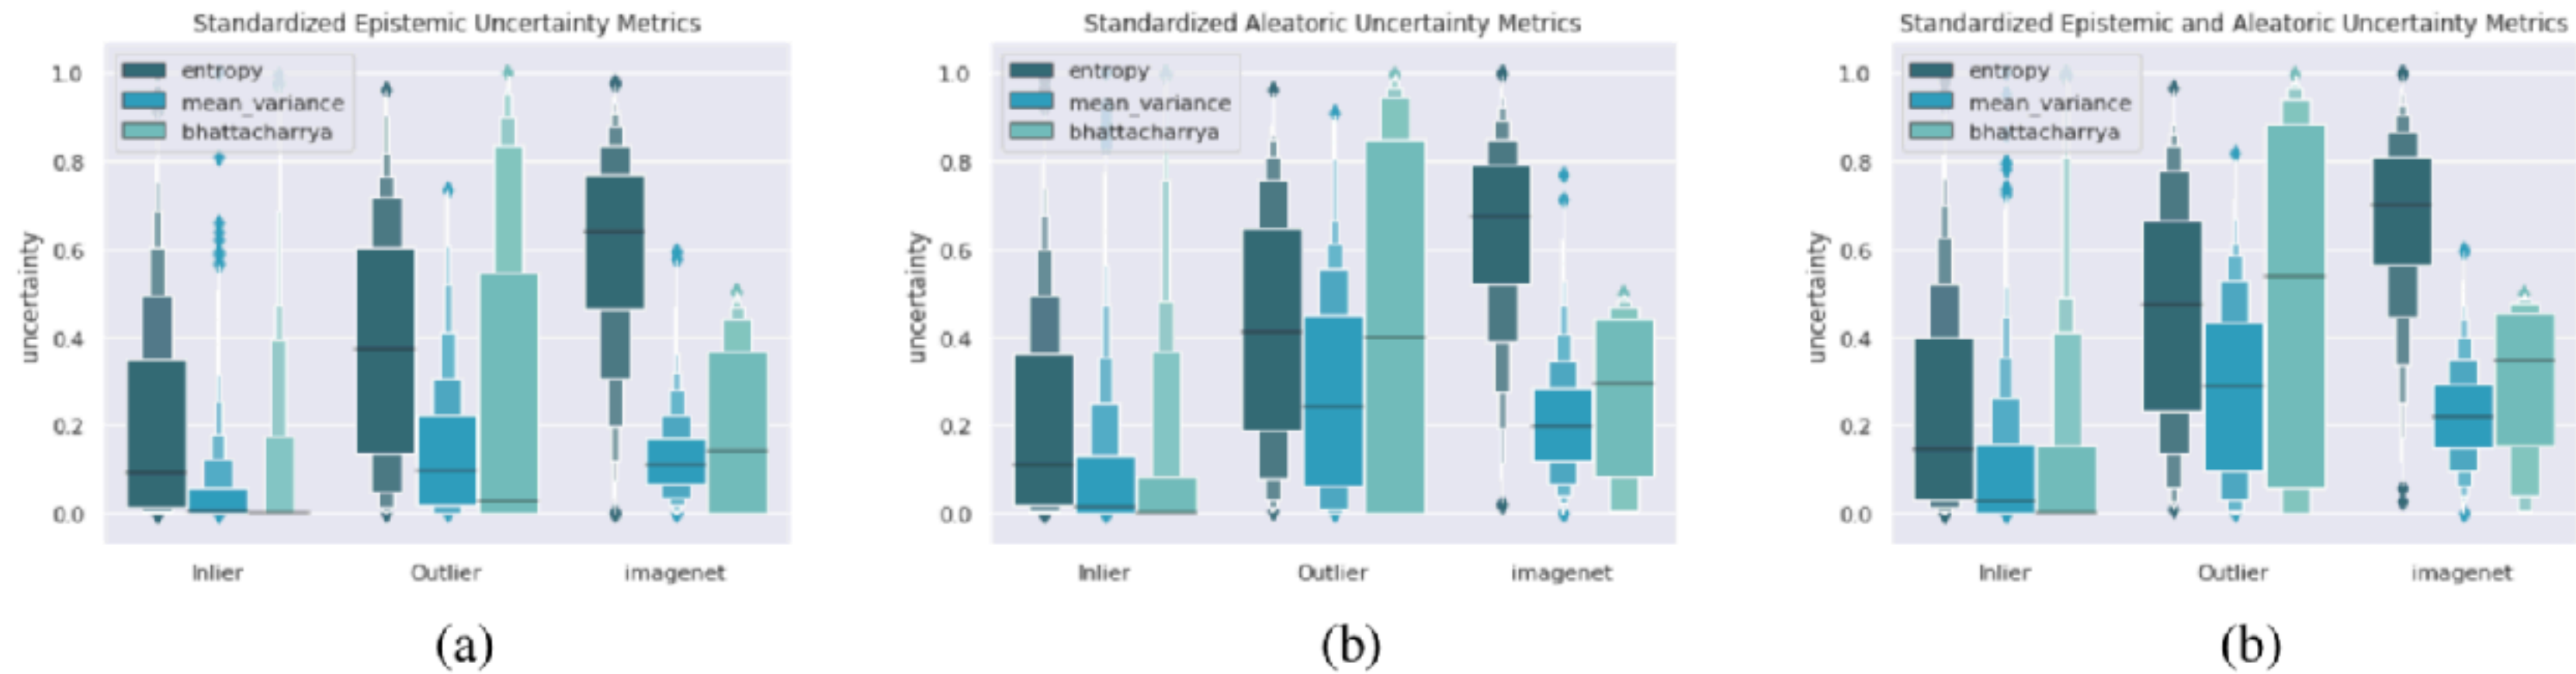 Standardized Epistemic Uncertainty Metrics
1.0
0.8
0.6
0.4
0.2
0.0
uncertainty
entropy
mean_variance
bhattacharrya
Inlier
Outlier
imagenet
(a)
Standardized Aleatoric Uncertainty Metrics
1.0
0.8
0.6
0.4
0.2
0.0
uncertainty
entropy
mean_variance
bhattacharrya
Inlier
Outlier
imagenet
(b)
Standardized Epistemic and Aleatoric Uncertainty Metrics
1.0
0.8
0.6
0.4
0.2
0.0
uncertainty
entropy
mean_variance
bhattacharrya
Inlier
Outlier
imagenet
(b)